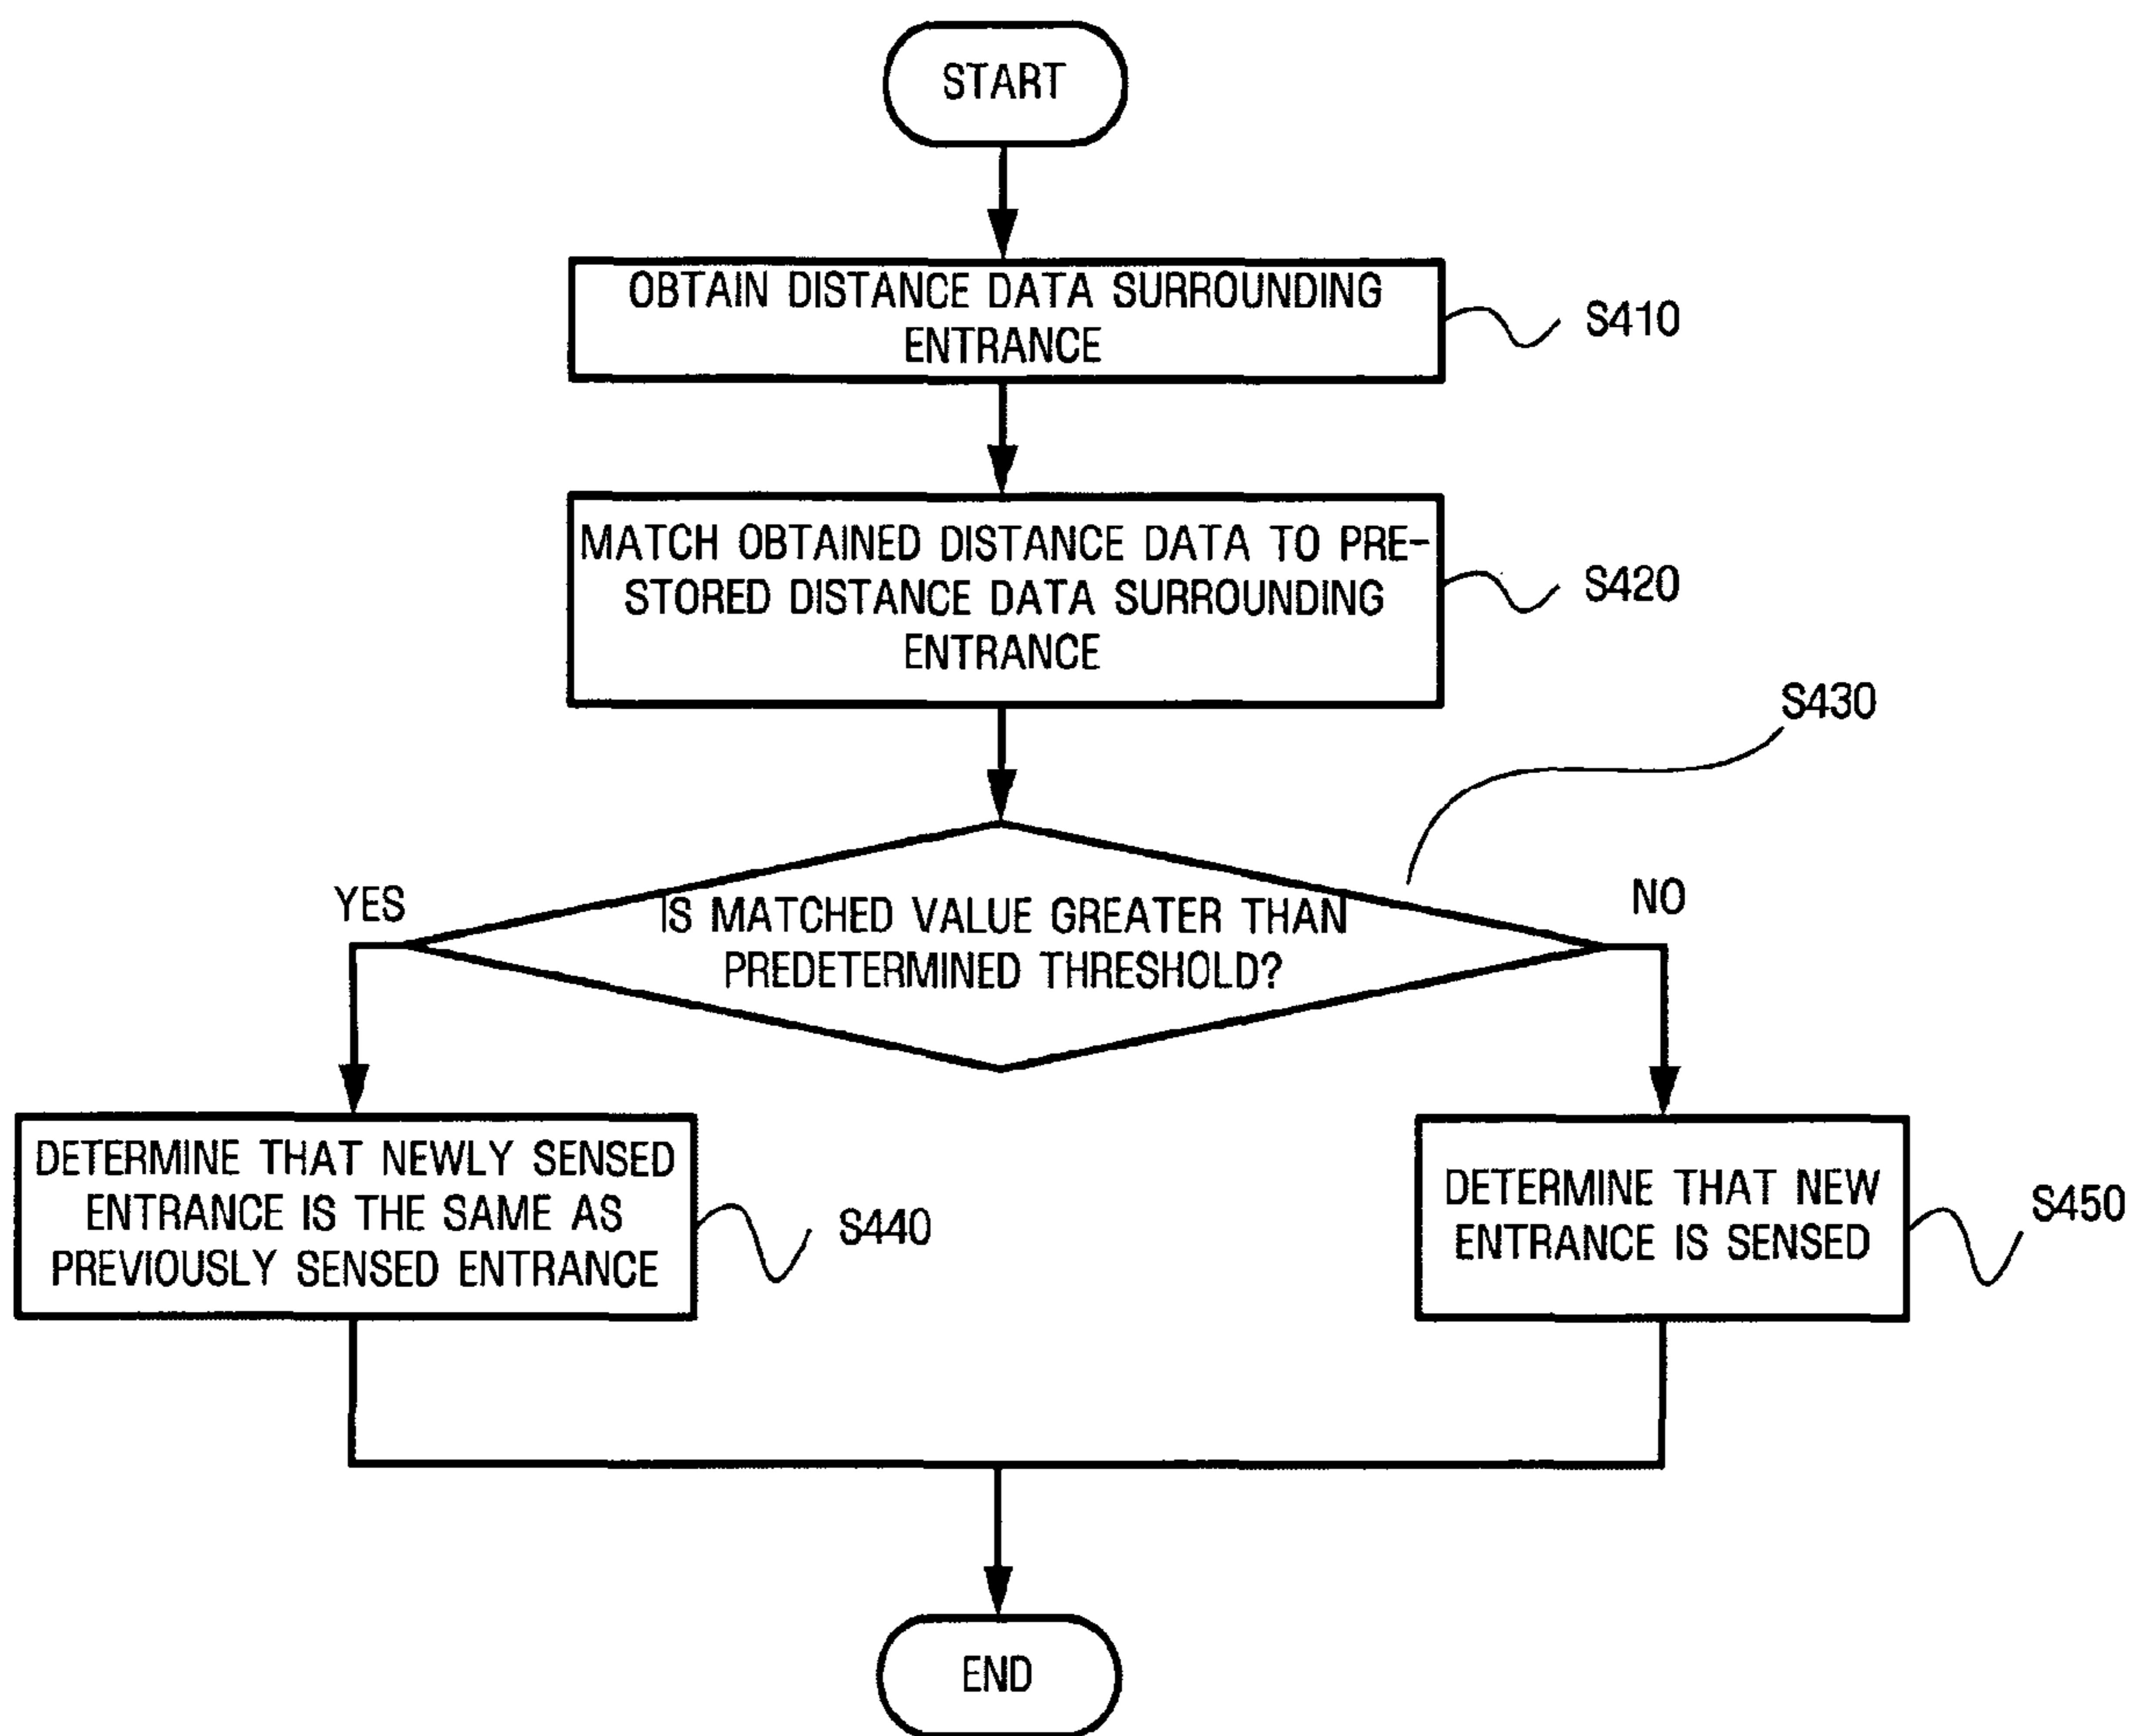 START
OBTAIN DISTANCE DATA SURROUNDING
ENTRANCE
S410
MATCH OBTAINED DISTANCE DATA TO PRE-
STORED DISTANCE DATA SURROUNDING
ENTRANCE
S420
S430
IS MATCHED VALUE GREATER THAN
PREDETERMINED THRESHOLD?
YES
NO
DETERMINE THAT NEWLY SENSED
ENTRANCE IS THE SAME AS
PREVIOUSLY SENSED ENTRANCE
S440
DETERMINE THAT NEW
ENTRANCE IS SENSED
S450
END